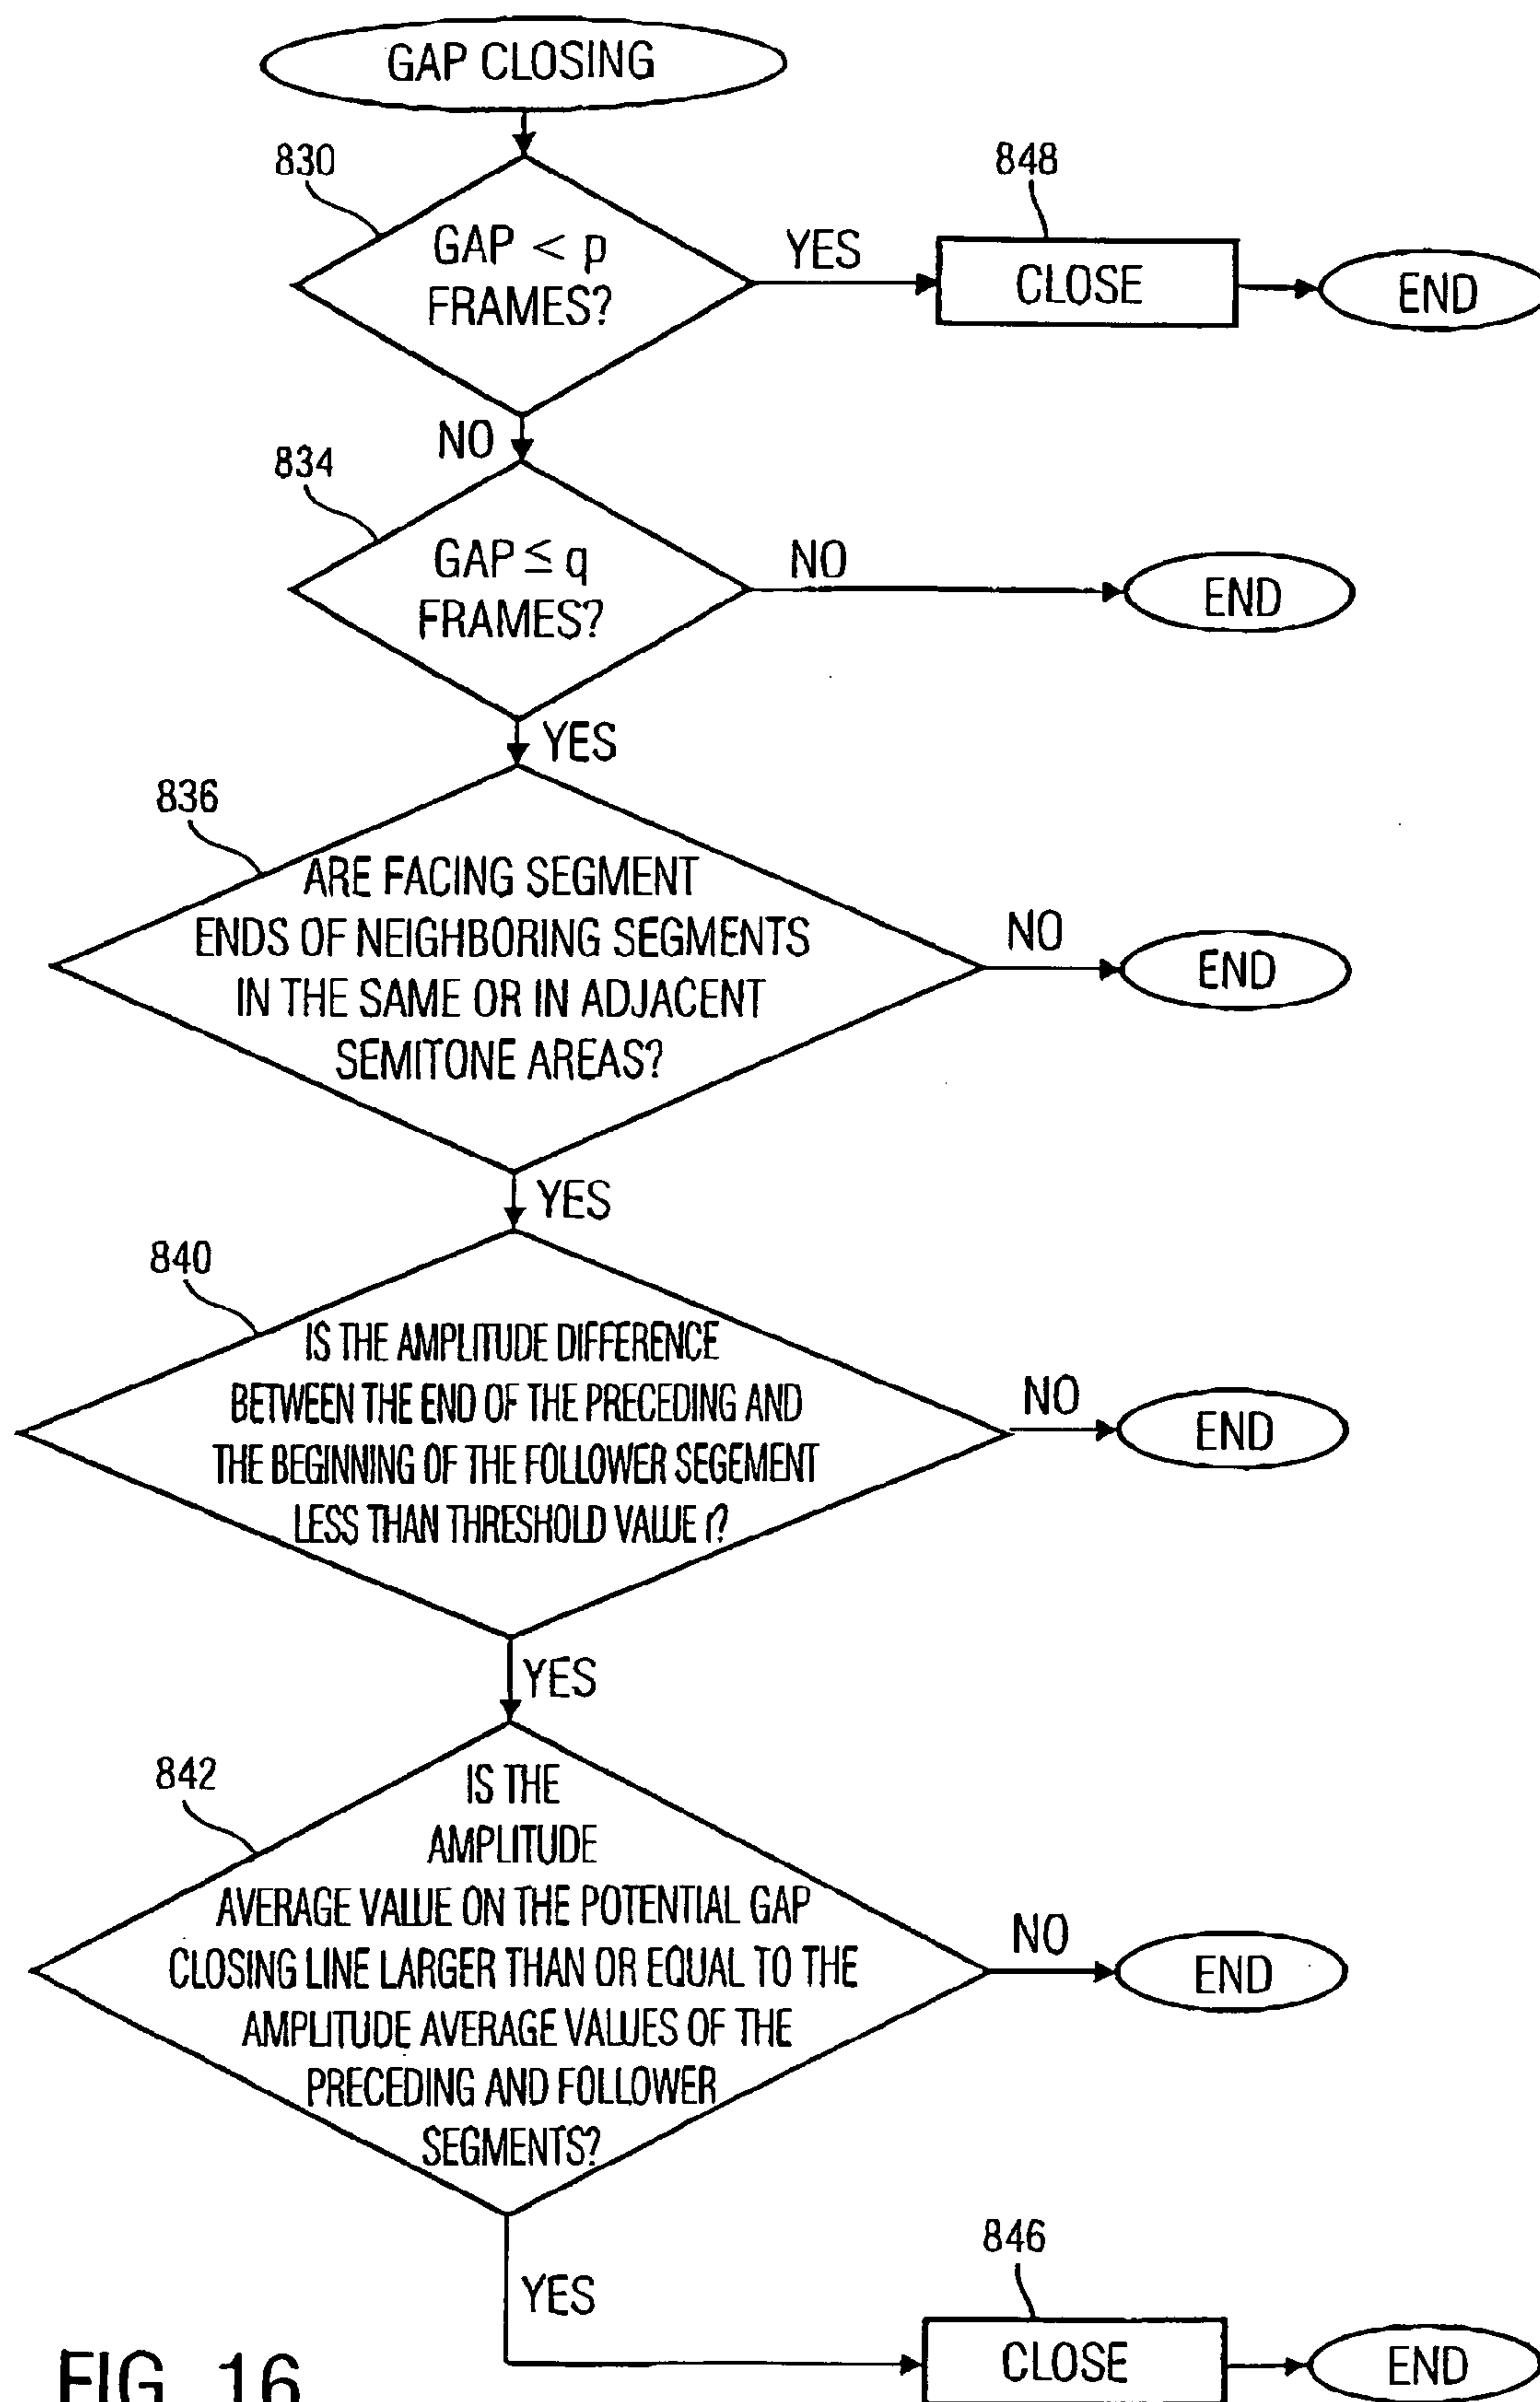 GAP CLOSING
830
GAP < p
FRAMES?
YES
848
CLOSE
END
NO
834
GAP ≤ q
FRAMES?
NO
END
YES
836
ARE FACING SEGMENT
ENDS OF NEIGHBORING SEGMENTS
IN THE SAME OR IN ADJACENT
SEMITONE AREAS?
NO
END
YES
840
IS THE AMPLITUDE DIFFERENCE
BETWEEN THE END OF THE PRECEDING AND
THE BEGINNING OF THE FOLLOWER SEGEMENT
LESS THAN THRESHOLD VALUE r?
NO
END
YES
842
IS THE
AMPLITUDE
AVERAGE VALUE ON THE POTENTIAL GAP
CLOSING LINE LARGER THAN OR EQUAL TO THE
AMPLITUDE AVERAGE VALUES OF THE
PRECEDING AND FOLLOWER
SEGMENTS?
NO
END
YES
846
CLOSE
END
FIG 16